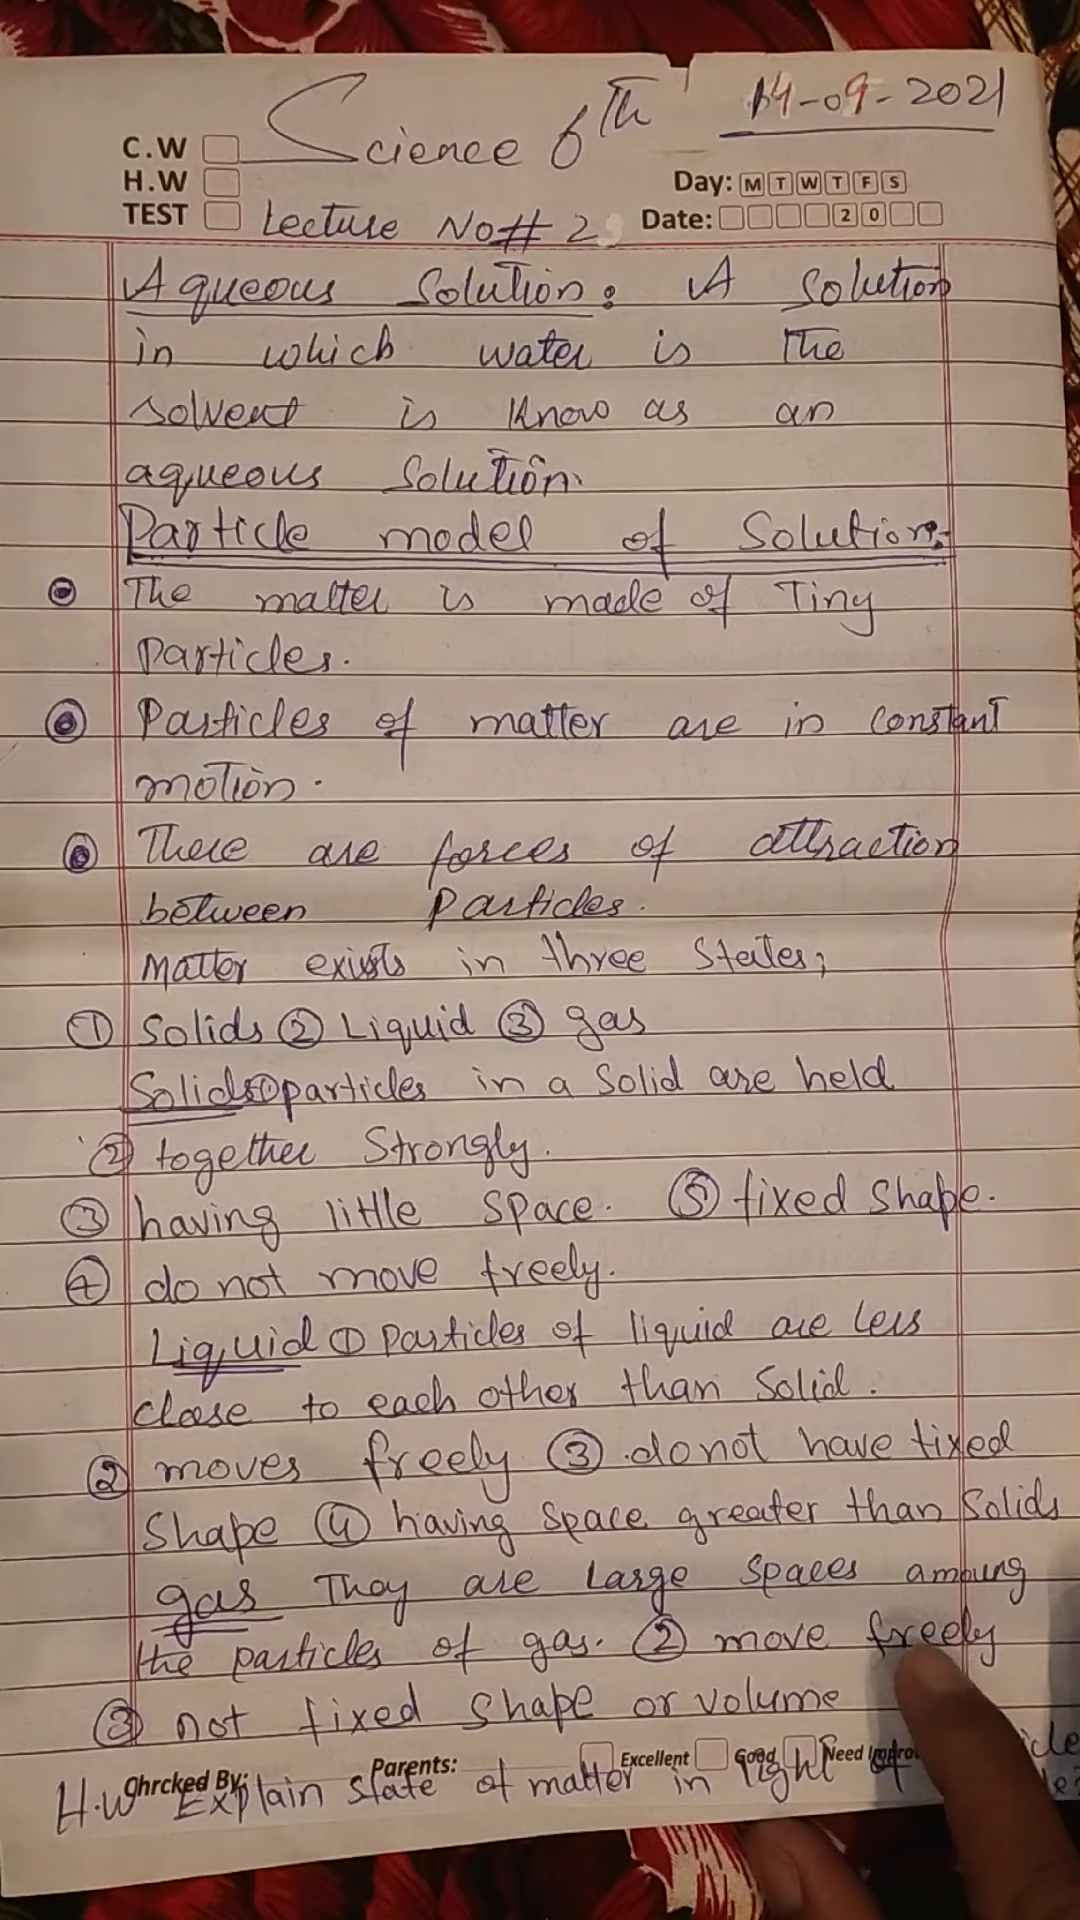 Science 6Th 14-09-2021
C.W
H.W Day: M T W T F S
TEST Lecture No# 2 Date: 2 0
Aqueous Solution: A Solution
in which water is The
solvent is Know as an
aqueous Solution.
Particle model of Solution:
The matter is made of Tiny
Particles.
Particles of matter are in constant
motion.
There are forces of attraction
between Particles.
Matter exists in three States;
① Solids ② Liquid ③ gas
Solids ① particles in a Solid are held
② together Strongly.
③ having little space. ⑤ fixed shape.
④ do not move freely.
Liquid ① Particles of liquid are less
close to each other than Solid.
② moves freely ③ do not have fixed
Shape ④ having space greater than Solids
gas They are large spaces among
the particles of gas. ② move freely
③ not fixed shape or volume
Ghrcked By: Parents: Excellent Good Need Impro
H.W Explain state of matter in light of